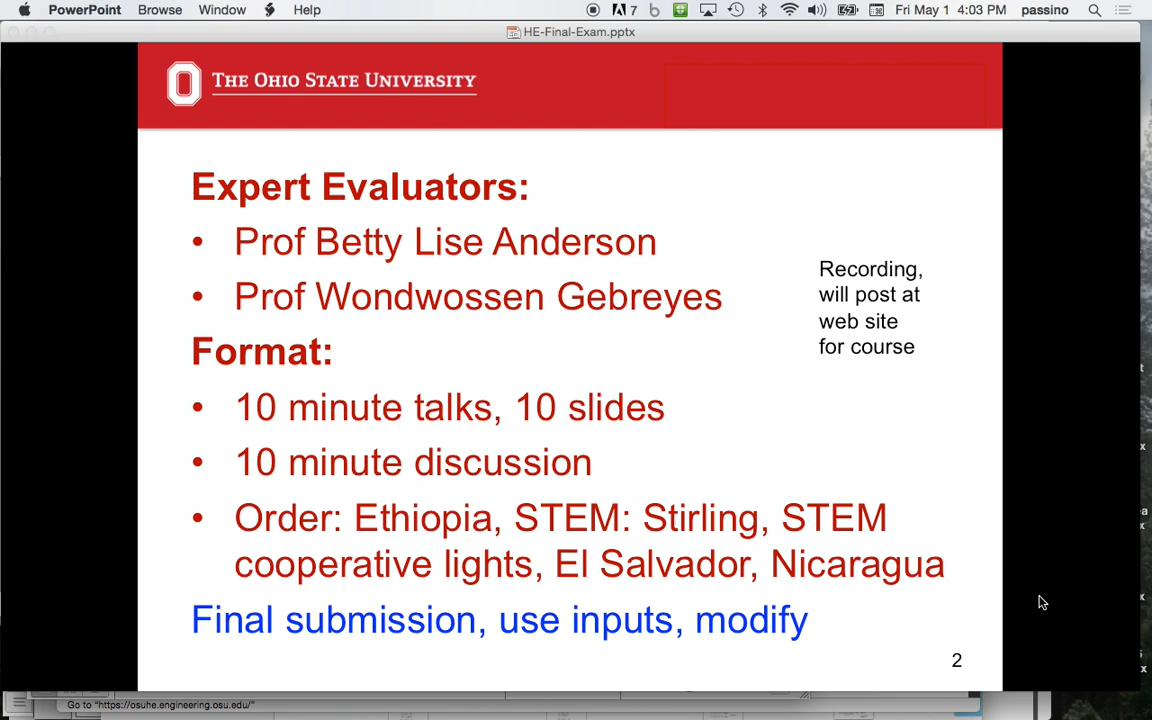 PowerPoint Browse Window Help 7 Fri May 1 4:03 PM passino
HE-Final-Exam.pptx
THE OHIO STATE UNIVERSITY
Expert Evaluators:
• Prof Betty Lise Anderson
• Prof Wondwossen Gebreyes
Recording,
will post at
web site
for course
Format:
• 10 minute talks, 10 slides
• 10 minute discussion
• Order: Ethiopia, STEM: Stirling, STEM
cooperative lights, El Salvador, Nicaragua
Final submission, use inputs, modify
2
Go to "https://osuhe.engineering.osu.edu/"